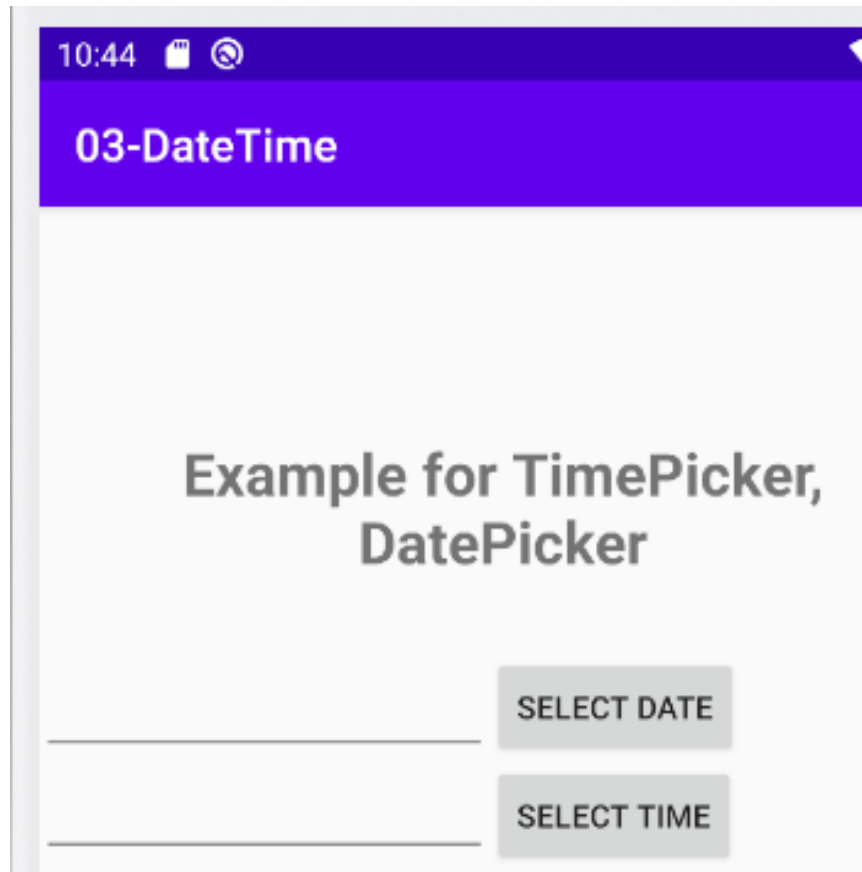 10:44
03-DateTime
Example for TimePicker,
DatePicker
SELECT DATE
SELECT TIME